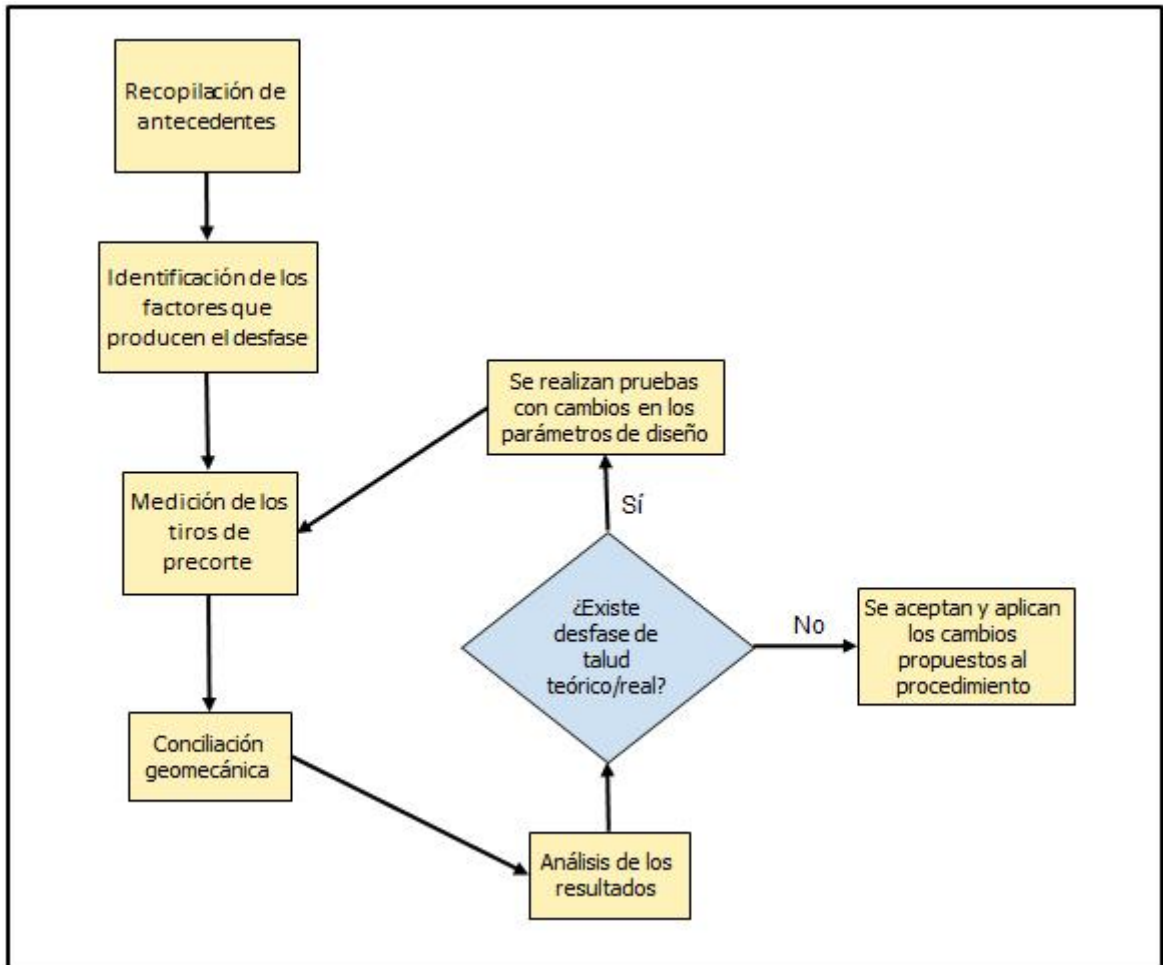 Recopilación de
antecedentes
Identificación de los
factores que
producen el desfase
Se realizan pruebas
con cambios en los
parámetros de diseño
Medición de los
tiros de
precorte
Sí
¿Existe
desfase de
talud
teórico/real?
No
Se aceptan y aplican
los cambios
propuestos al
procedimiento
Conciliación
geomecánica
Análisis de los
resultados